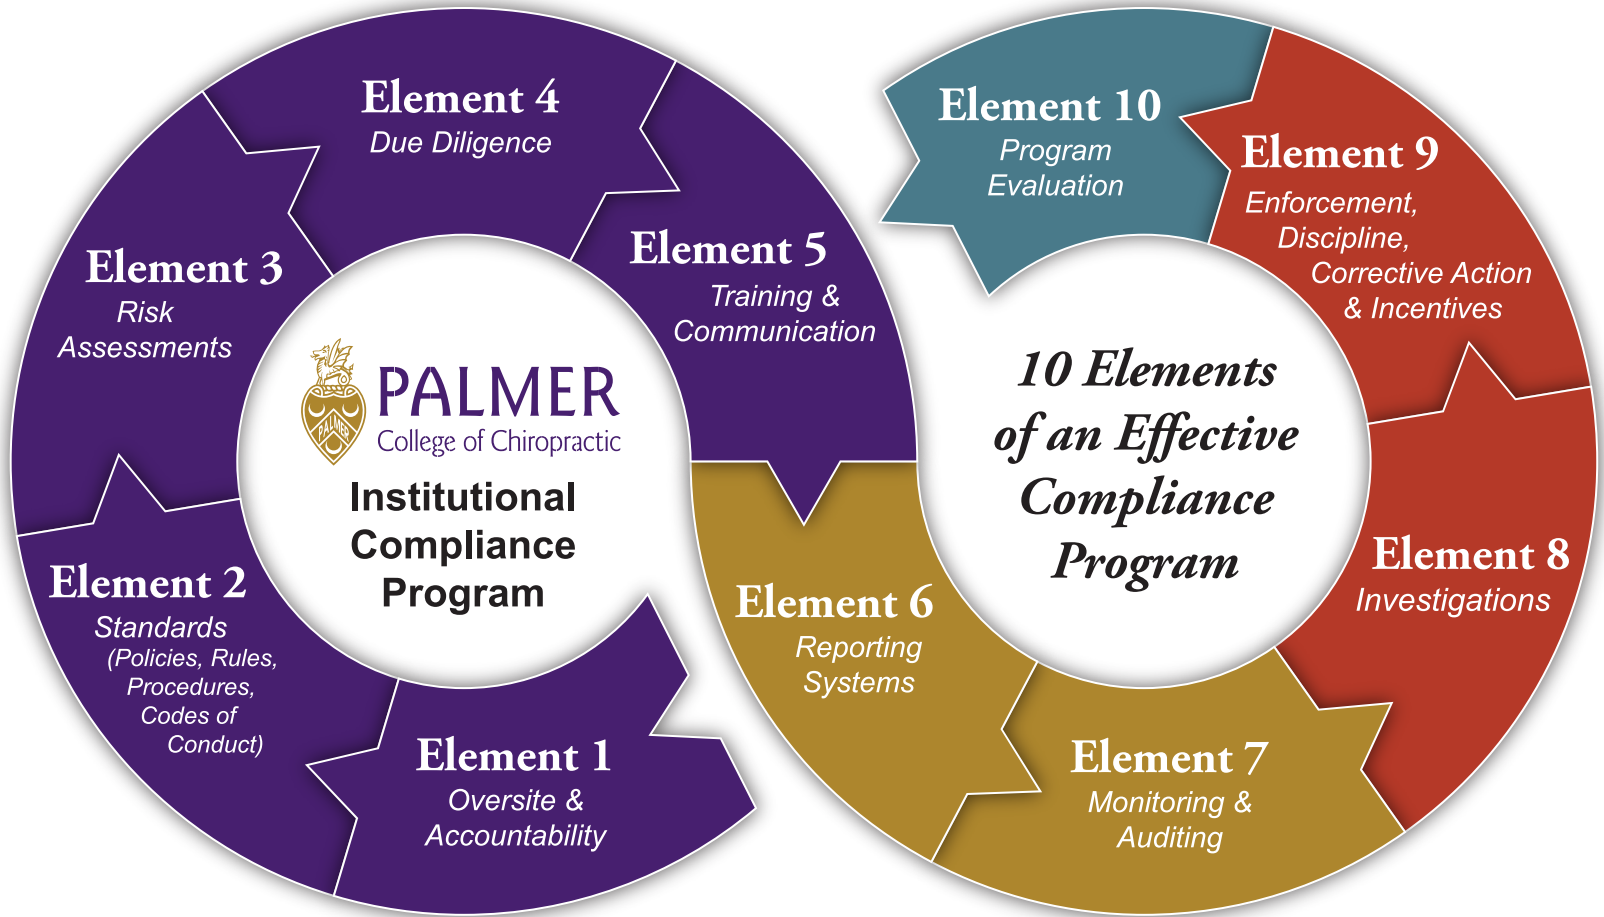 Element 1
Oversite &
Accountability
Element 2
Standards
(Policies, Rules,
Procedures,
Codes of
Conduct)
Element 3
Risk
Assessments
Element 4
Due Diligence
Element 5
Training &
Communication
Element 6
Reporting
Systems
Element 7
Monitoring &
Auditing
Element 8
Investigations
Element 9
Enforcement,
Discipline,
Corrective Action
& Incentives
Element 10
Program
Evaluation
PALMER
PALMER
College of Chiropractic
Institutional
Compliance
Program
10 Elements
of an Effective
Compliance
Program